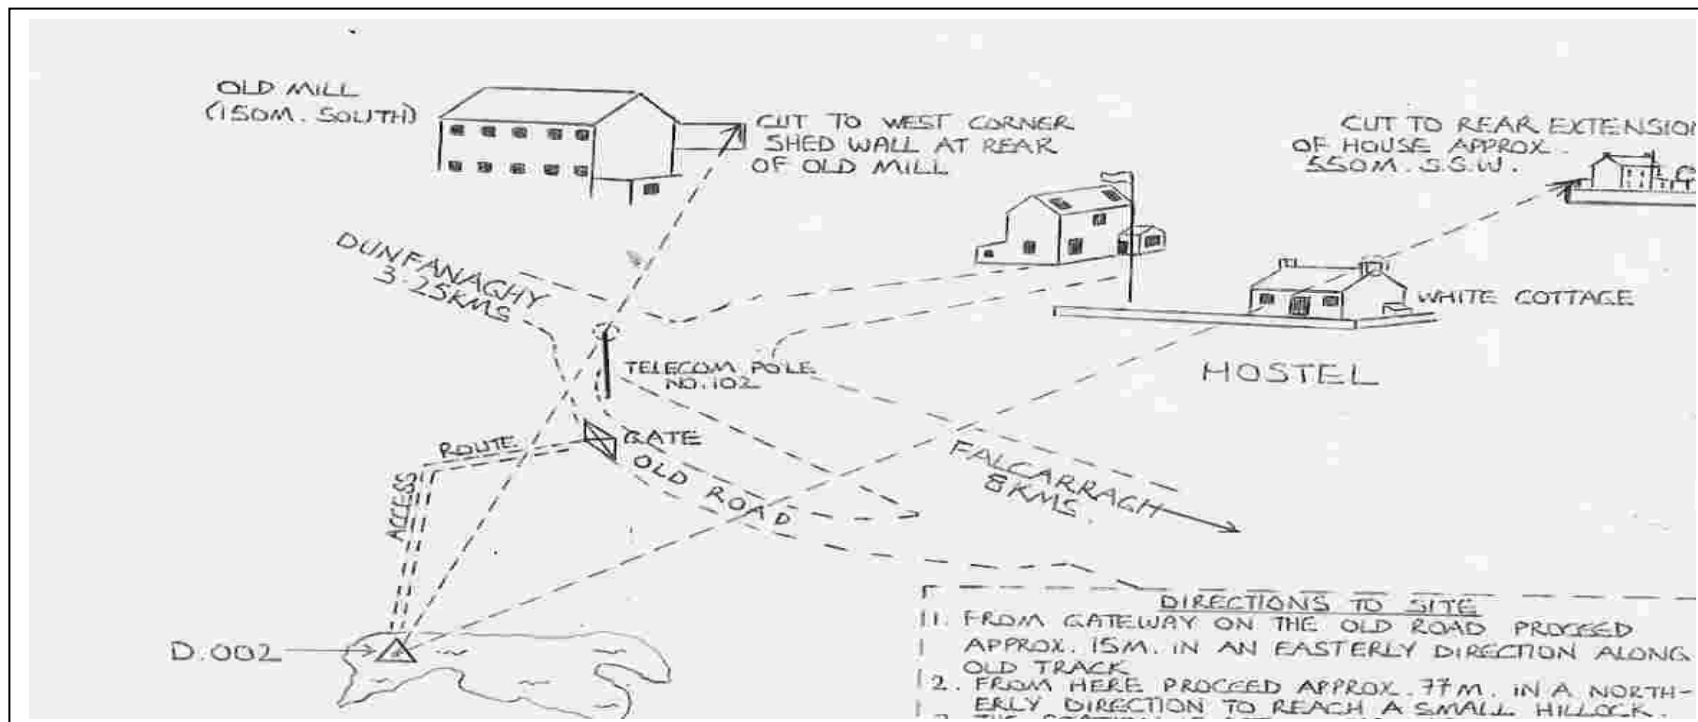 OLD MILL
(150M. SOUTH)
CUT TO WEST CORNER
SHED WALL AT REAR
OF OLD MILL
CUT TO REAR EXTENSION
OF HOUSE APPROX.
550M. S.S.W.
DUNFANAGHY
3.25KMS
WHITE COTTAGE
TELECOM POLE
NO.102
HOSTEL
GATE
OLD ROAD
ROUTE
ACCESS
FALCARRAGH
8KMS.
D.002
DIRECTIONS TO SITE
1. FROM GATEWAY ON THE OLD ROAD PROCEED
APPROX. 15M. IN AN EASTERLY DIRECTION ALONG
OLD TRACK
2. FROM HERE PROCEED APPROX. 77M. IN A NORTH-
ERLY DIRECTION TO REACH A SMALL HILLOCK.